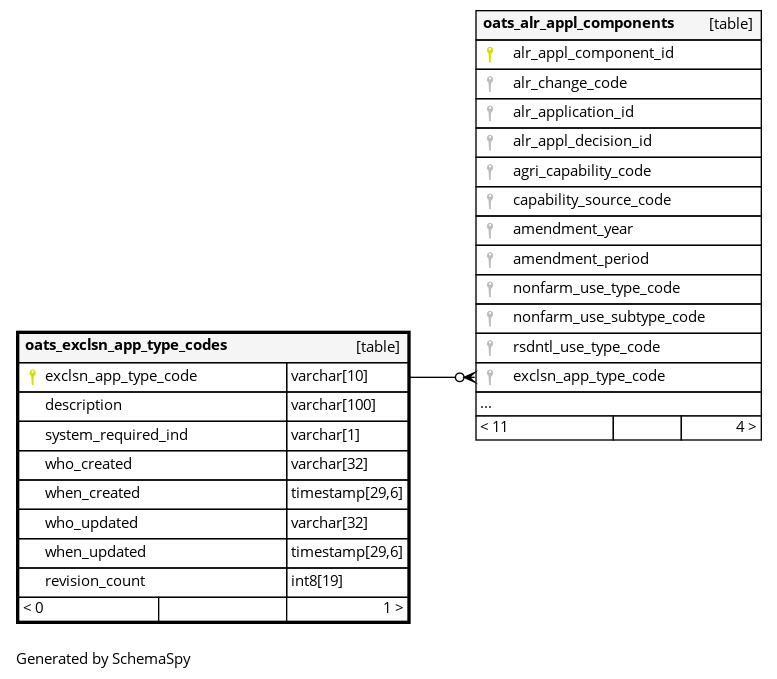 oats_alr_appl_components [table]
alr_appl_component_id
alr_change_code
alr_application_id
alr_appl_decision_id
agri_capability_code
capability_source_code
amendment_year
amendment_period
nonfarm_use_type_code
nonfarm_use_subtype_code
rsdntl_use_type_code
exclsn_app_type_code
...
< 11 4 >
oats_exclsn_app_type_codes [table]
exclsn_app_type_code varchar[10]
description varchar[100]
system_required_ind varchar[1]
who_created varchar[32]
when_created timestamp[29,6]
who_updated varchar[32]
when_updated timestamp[29,6]
revision_count int8[19]
< 0 1 >
Generated by SchemaSpy